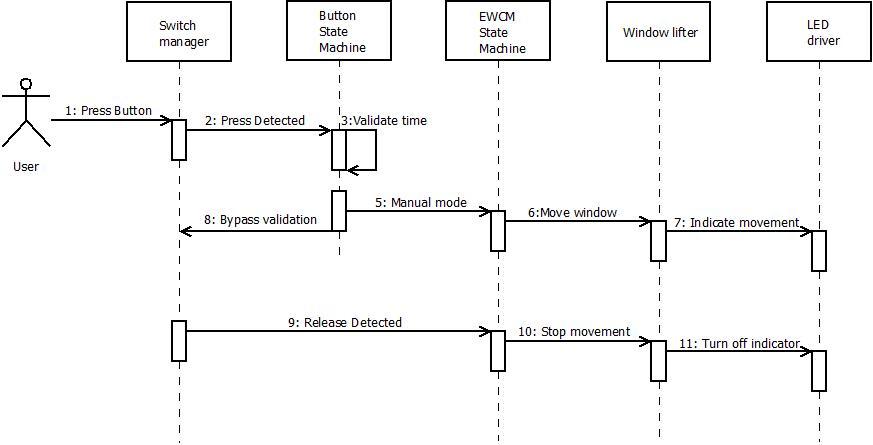 Switch
manager
Button
State
Machine
EWCM
State
Machine
Window lifter
LED
driver
User
1: Press Button
2: Press Detected
3:Validate time
5: Manual mode
6:Move window
7: Indicate movement
8: Bypass validation
9: Release Detected
10: Stop movement
11: Turn off indicator